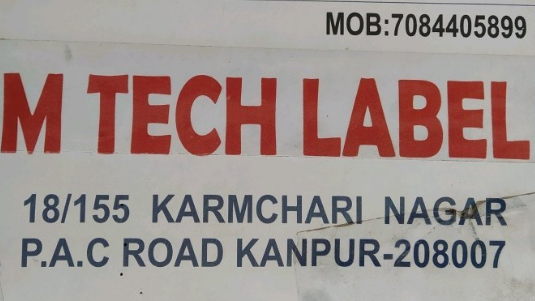 MOB:7084405899
M TECH LABEL
18/155 KARMCHARI NAGAR
P.A.C ROAD KANPUR-208007